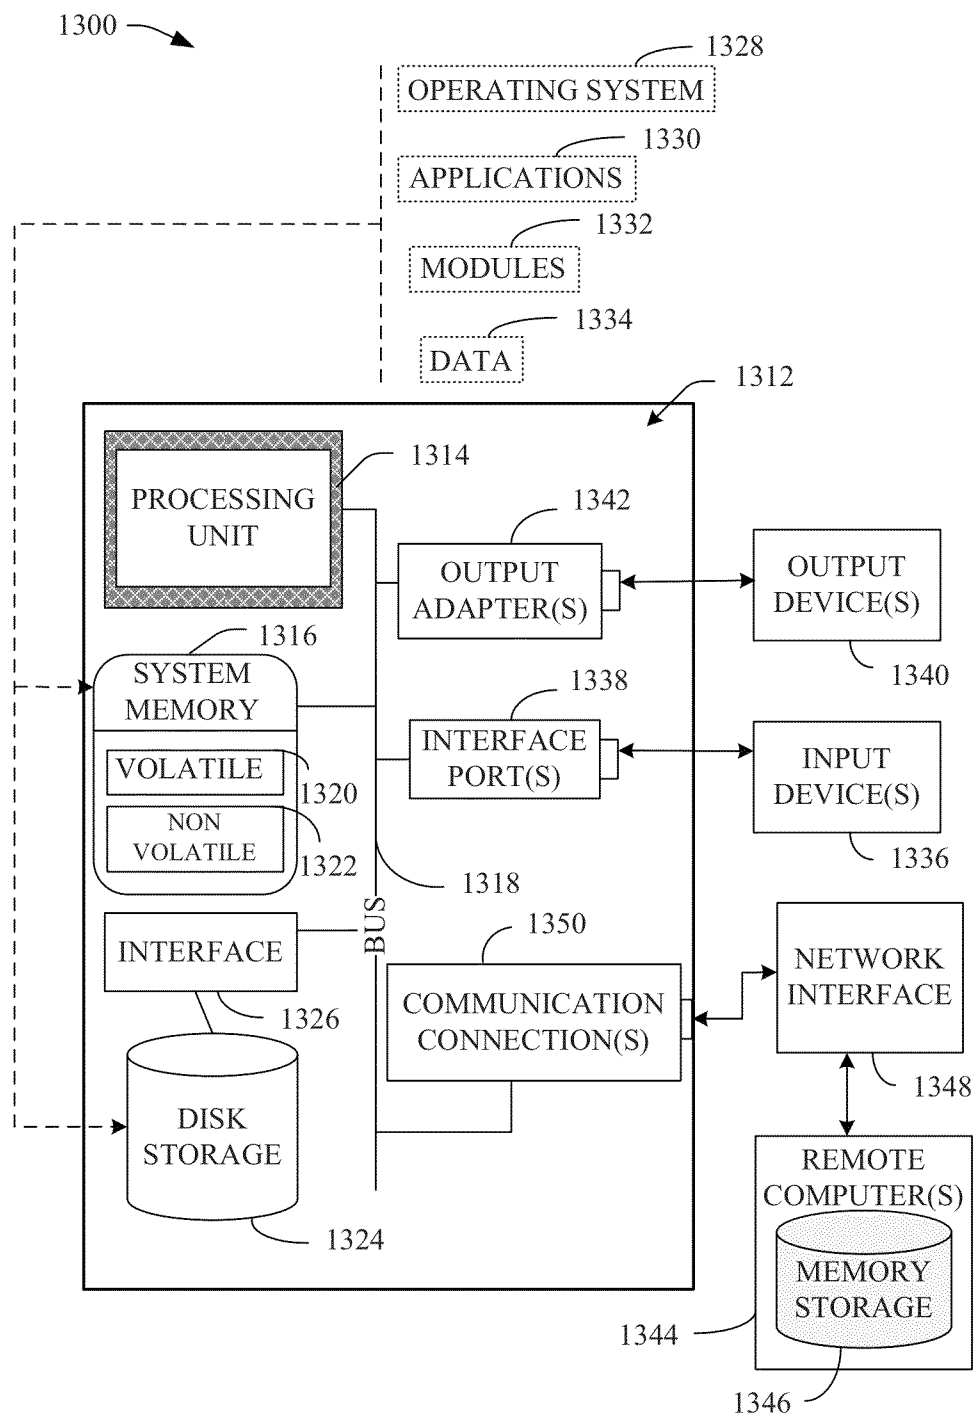 1300
1328
OPERATING SYSTEM
1330
APPLICATIONS
1332
MODULES
1334
DATA
1312
1314
PROCESSING
UNIT
1342
OUTPUT
ADAPTER(S)
OUTPUT
DEVICE(S)
1340
1316
SYSTEM
MEMORY
1338
INTERFACE
PORT(S)
INPUT
DEVICE(S)
1336
VOLATILE
1320
NON
VOLATILE
1322
1318
BUS
1350
INTERFACE
1326
COMMUNICATION
CONNECTION(S)
NETWORK
INTERFACE
1348
DISK
STORAGE
1324
REMOTE
COMPUTER(S)
MEMORY
STORAGE
1344
1346